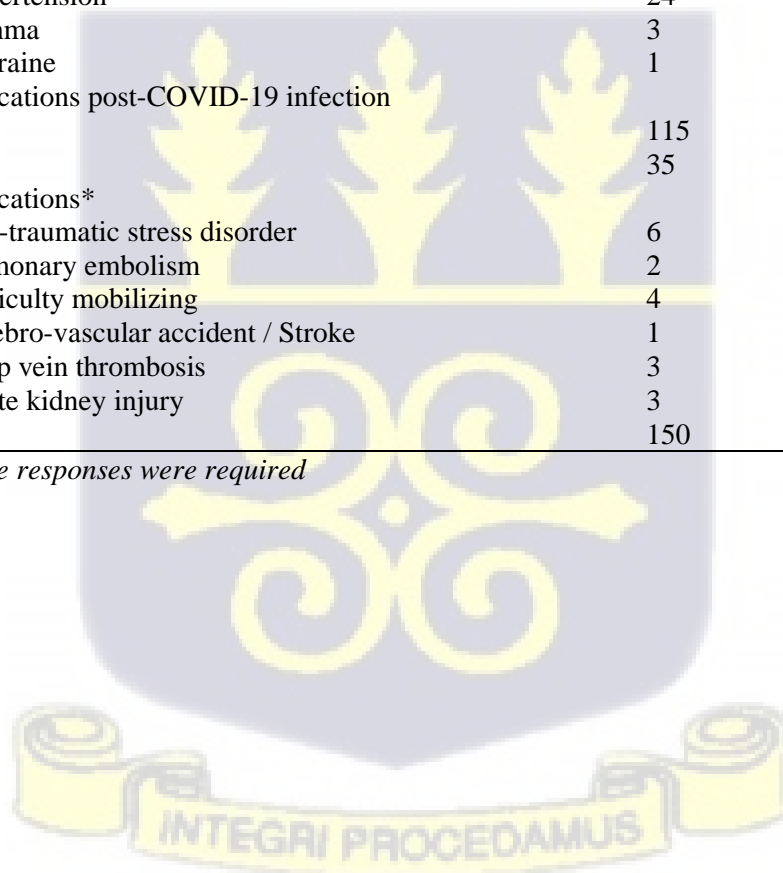 ertension 24
ma 3
raine 1
cations post-COVID-19 infection
115
35
cations*
-traumatic stress disorder 6
monary embolism 2
iculty mobilizing 4
ebro-vascular accident / Stroke 1
p vein thrombosis 3
te kidney injury 3
150
e responses were required
INTEGRI PROCEDAMUS